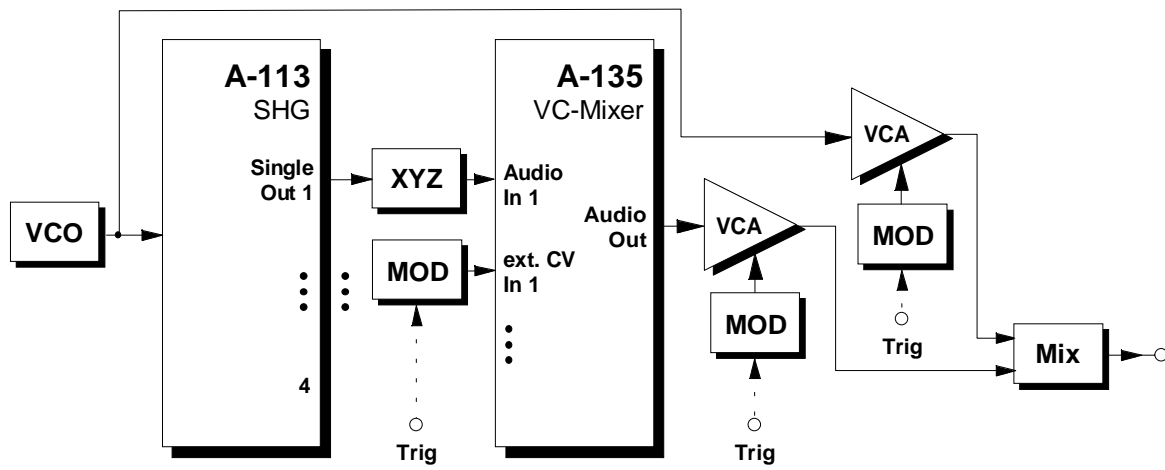 A-113
SHG
Single
Out 1
4
VCO
XYZ
MOD
Trig
A-135
VC-Mixer
Audio
In 1
ext. CV
In 1
Audio
Out
VCA
MOD
Trig
VCA
MOD
Trig
Mix